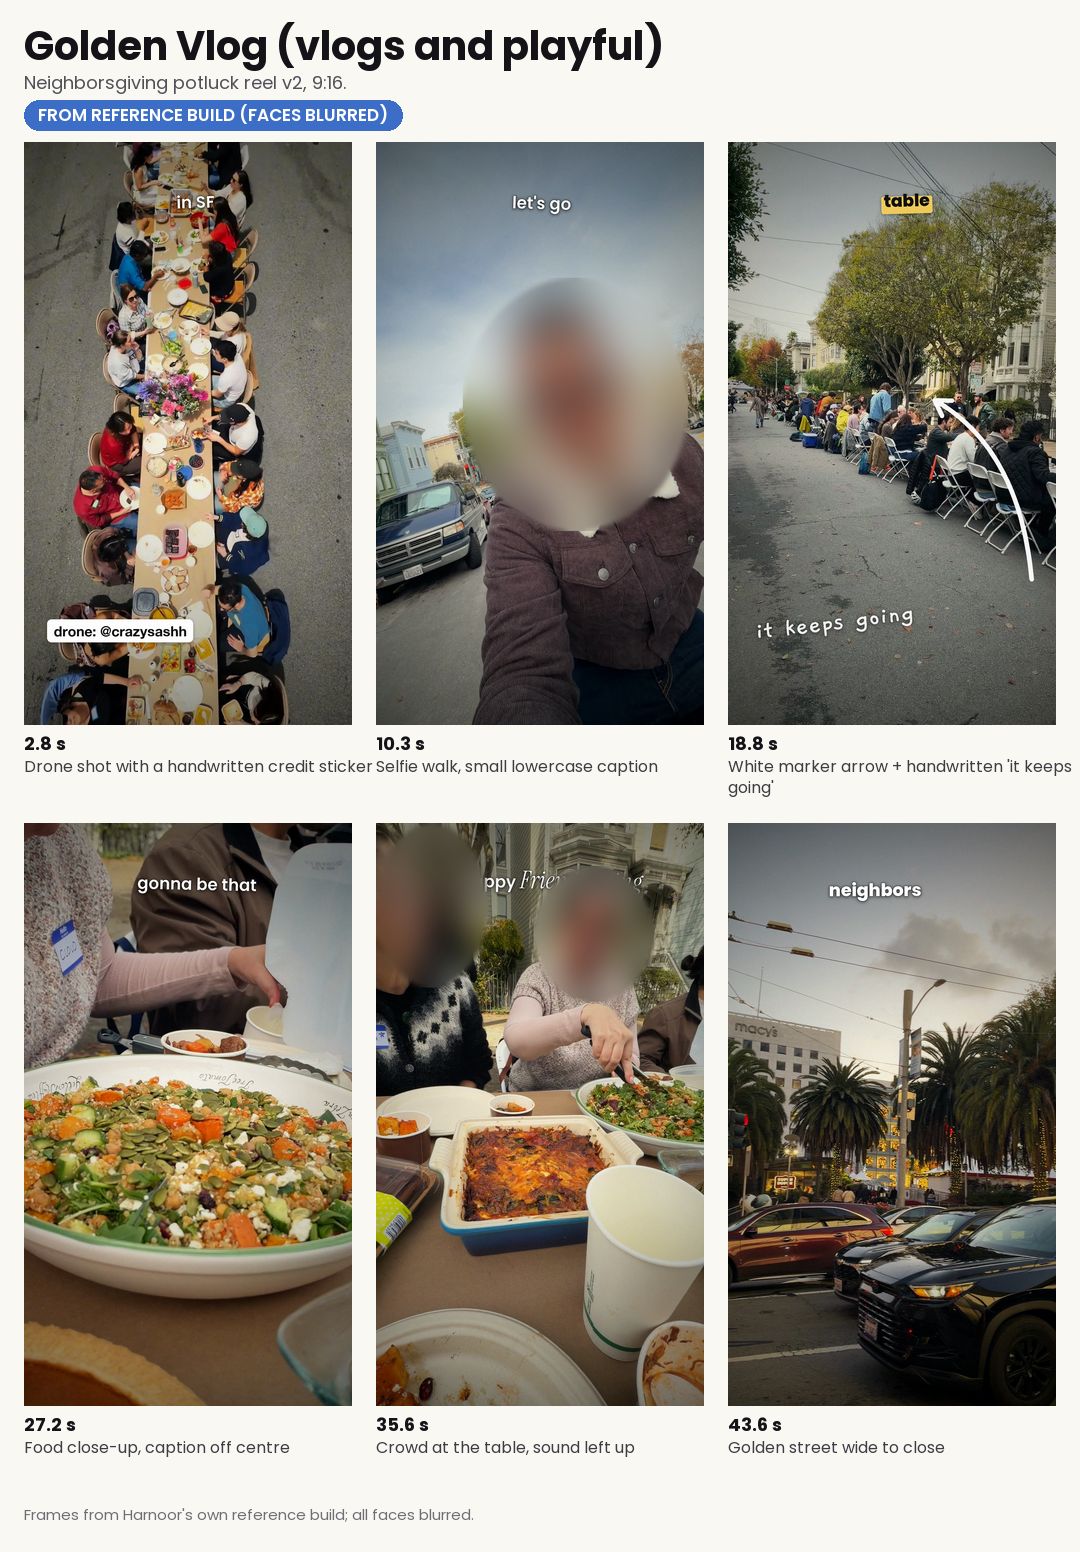 Golden Vlog (vlogs and playful)
Neighborsgiving potluck reel v2, 9:16.
FROM REFERENCE BUILD (FACES BLURRED)
in SF
let's go
table
drone: @crazysashh
it keeps going
2.8 s
10.3 s
18.8 s
Drone shot with a handwritten credit sticker
Selfie walk, small lowercase caption
White marker arrow + handwritten 'it keeps
going'
gonna be that
ppy Frien
neighbors
macy's
27.2 s
35.6 s
43.6 s
Food close-up, caption off centre
Crowd at the table, sound left up
Golden street wide to close
Frames from Harnoor's own reference build; all faces blurred.